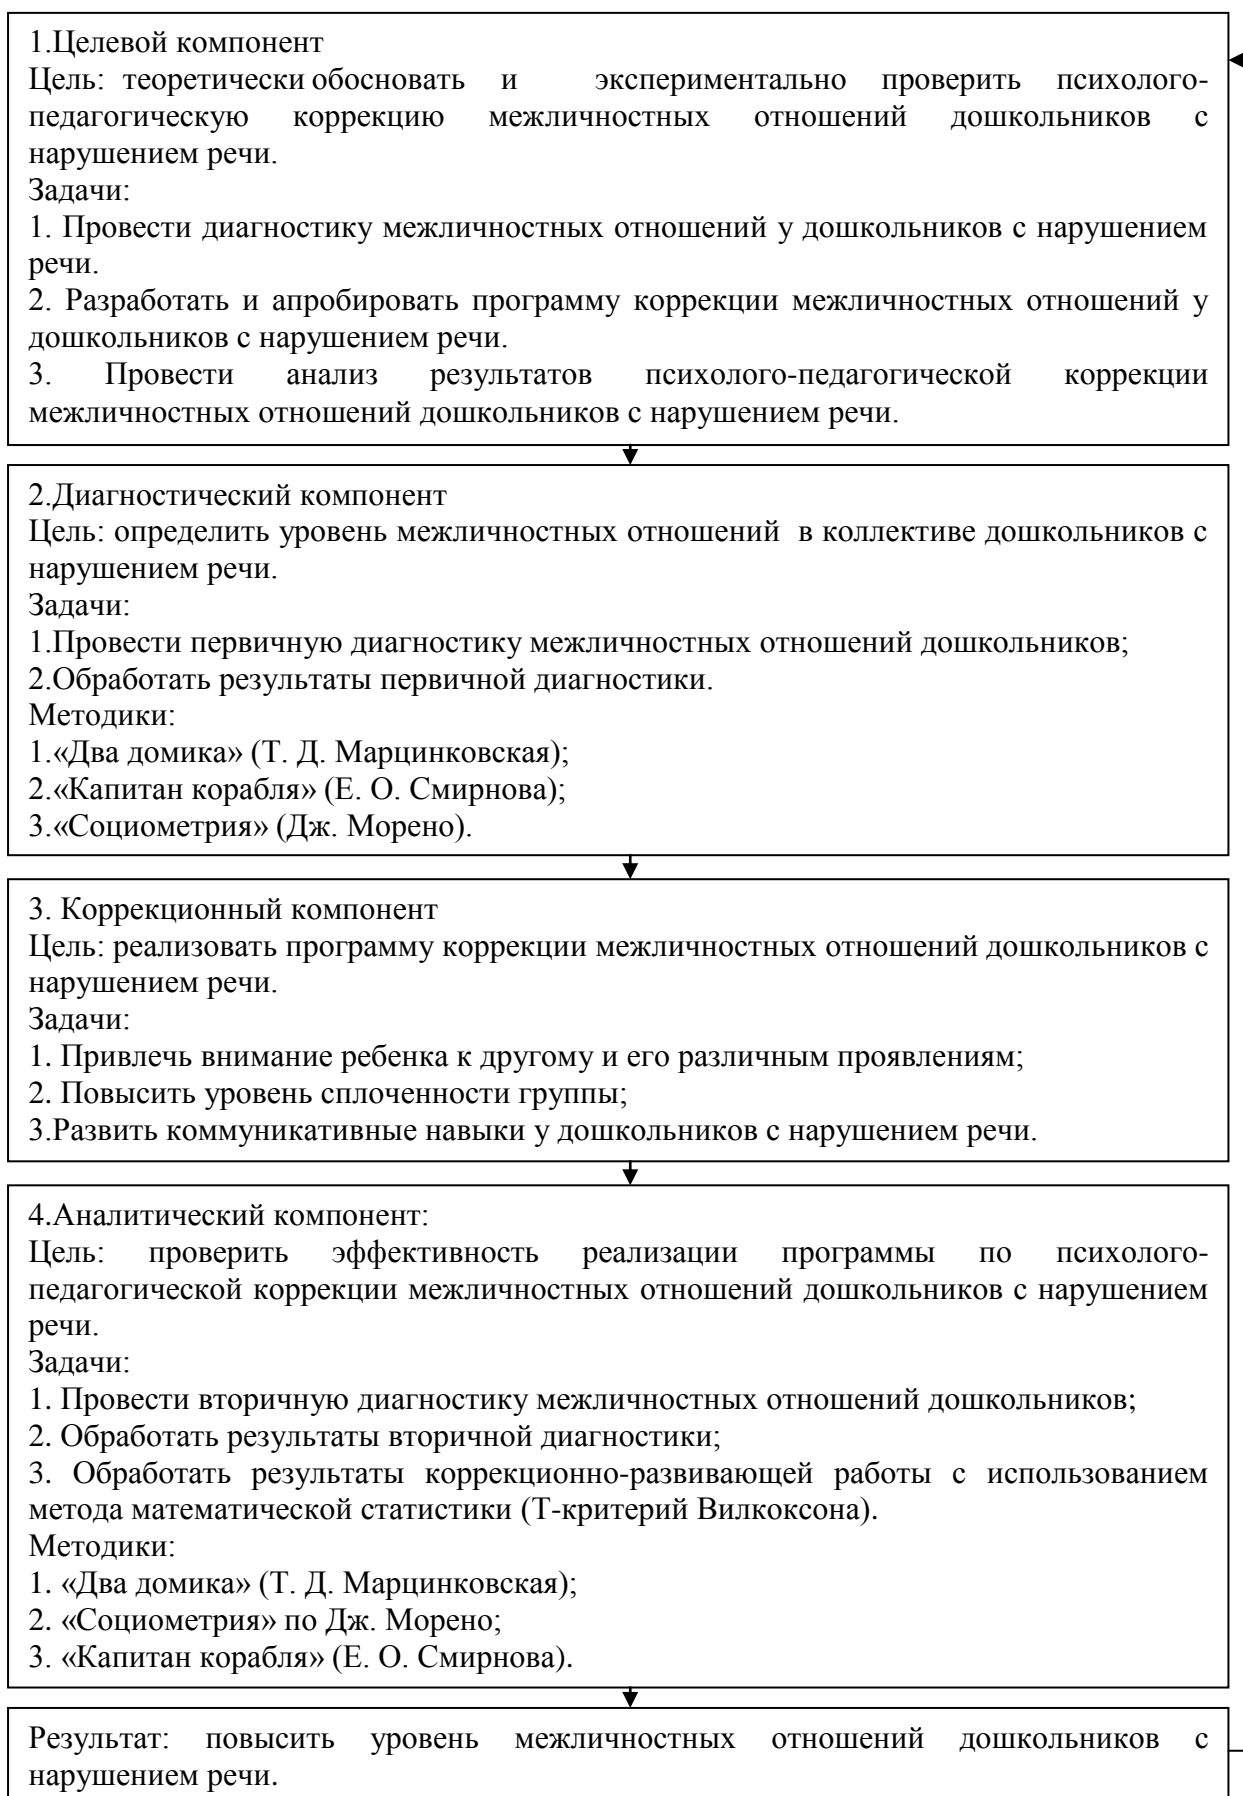 1.Целевой компонент
Цель: теоретически обосновать и экспериментально проверить психолого-
педагогическую коррекцию межличностных отношений дошкольников с
нарушением речи.
Задачи:
1. Провести диагностику межличностных отношений у дошкольников с нарушением
речи.
2. Разработать и апробировать программу коррекции межличностных отношений у
дошкольников с нарушением речи.
3. Провести анализ результатов психолого-педагогической коррекции
межличностных отношений дошкольников с нарушением речи.
2.Диагностический компонент
Цель: определить уровень межличностных отношений в коллективе дошкольников с
нарушением речи.
Задачи:
1.Провести первичную диагностику межличностных отношений дошкольников;
2.Обработать результаты первичной диагностики.
Методики:
1.«Два домика» (Т. Д. Марцинковская);
2.«Капитан корабля» (Е. О. Смирнова);
3.«Социометрия» (Дж. Морено).
3. Коррекционный компонент
Цель: реализовать программу коррекции межличностных отношений дошкольников с
нарушением речи.
Задачи:
1. Привлечь внимание ребенка к другому и его различным проявлениям;
2. Повысить уровень сплоченности группы;
3.Развить коммуникативные навыки у дошкольников с нарушением речи.
4.Аналитический компонент:
Цель: проверить эффективность реализации программы по психолого-
педагогической коррекции межличностных отношений дошкольников с нарушением
речи.
Задачи:
1. Провести вторичную диагностику межличностных отношений дошкольников;
2. Обработать результаты вторичной диагностики;
3. Обработать результаты коррекционно-развивающей работы с использованием
метода математической статистики (Т-критерий Вилкоксона).
Методики:
1. «Два домика» (Т. Д. Марцинковская);
2. «Социометрия» по Дж. Морено;
3. «Капитан корабля» (Е. О. Смирнова).
Результат: повысить уровень межличностных отношений дошкольников с
нарушением речи.